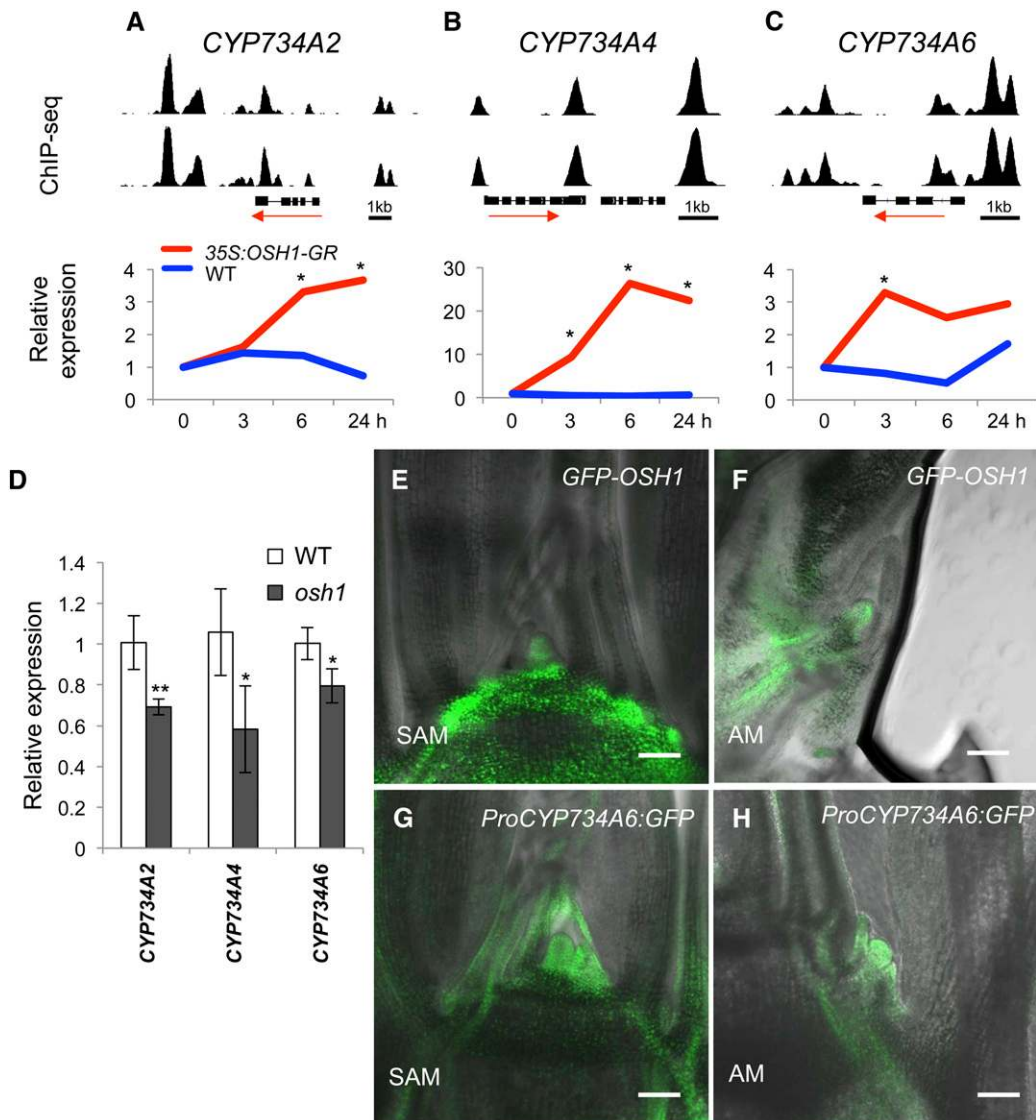 A
CYP734A2
B
CYP734A4
C
CYP734A6
ChIP-seq
1kb
1kb
1kb
35S:OSH1-GR
WT
Relative
expression
4
3
2
1
0
*
*
0 3 6 24 h
30
20
10
0
*
*
*
0 3 6 24 h
4
3
2
1
0
*
0 3 6 24 h
D
Relative expression
1.4
1.2
1
0.8
0.6
0.4
0.2
0
WT
osh1
**
*
*
CYP734A2
CYP734A4
CYP734A6
E
GFP-OSH1
SAM
F
GFP-OSH1
AM
G
ProCYP734A6:GFP
SAM
H
ProCYP734A6:GFP
AM